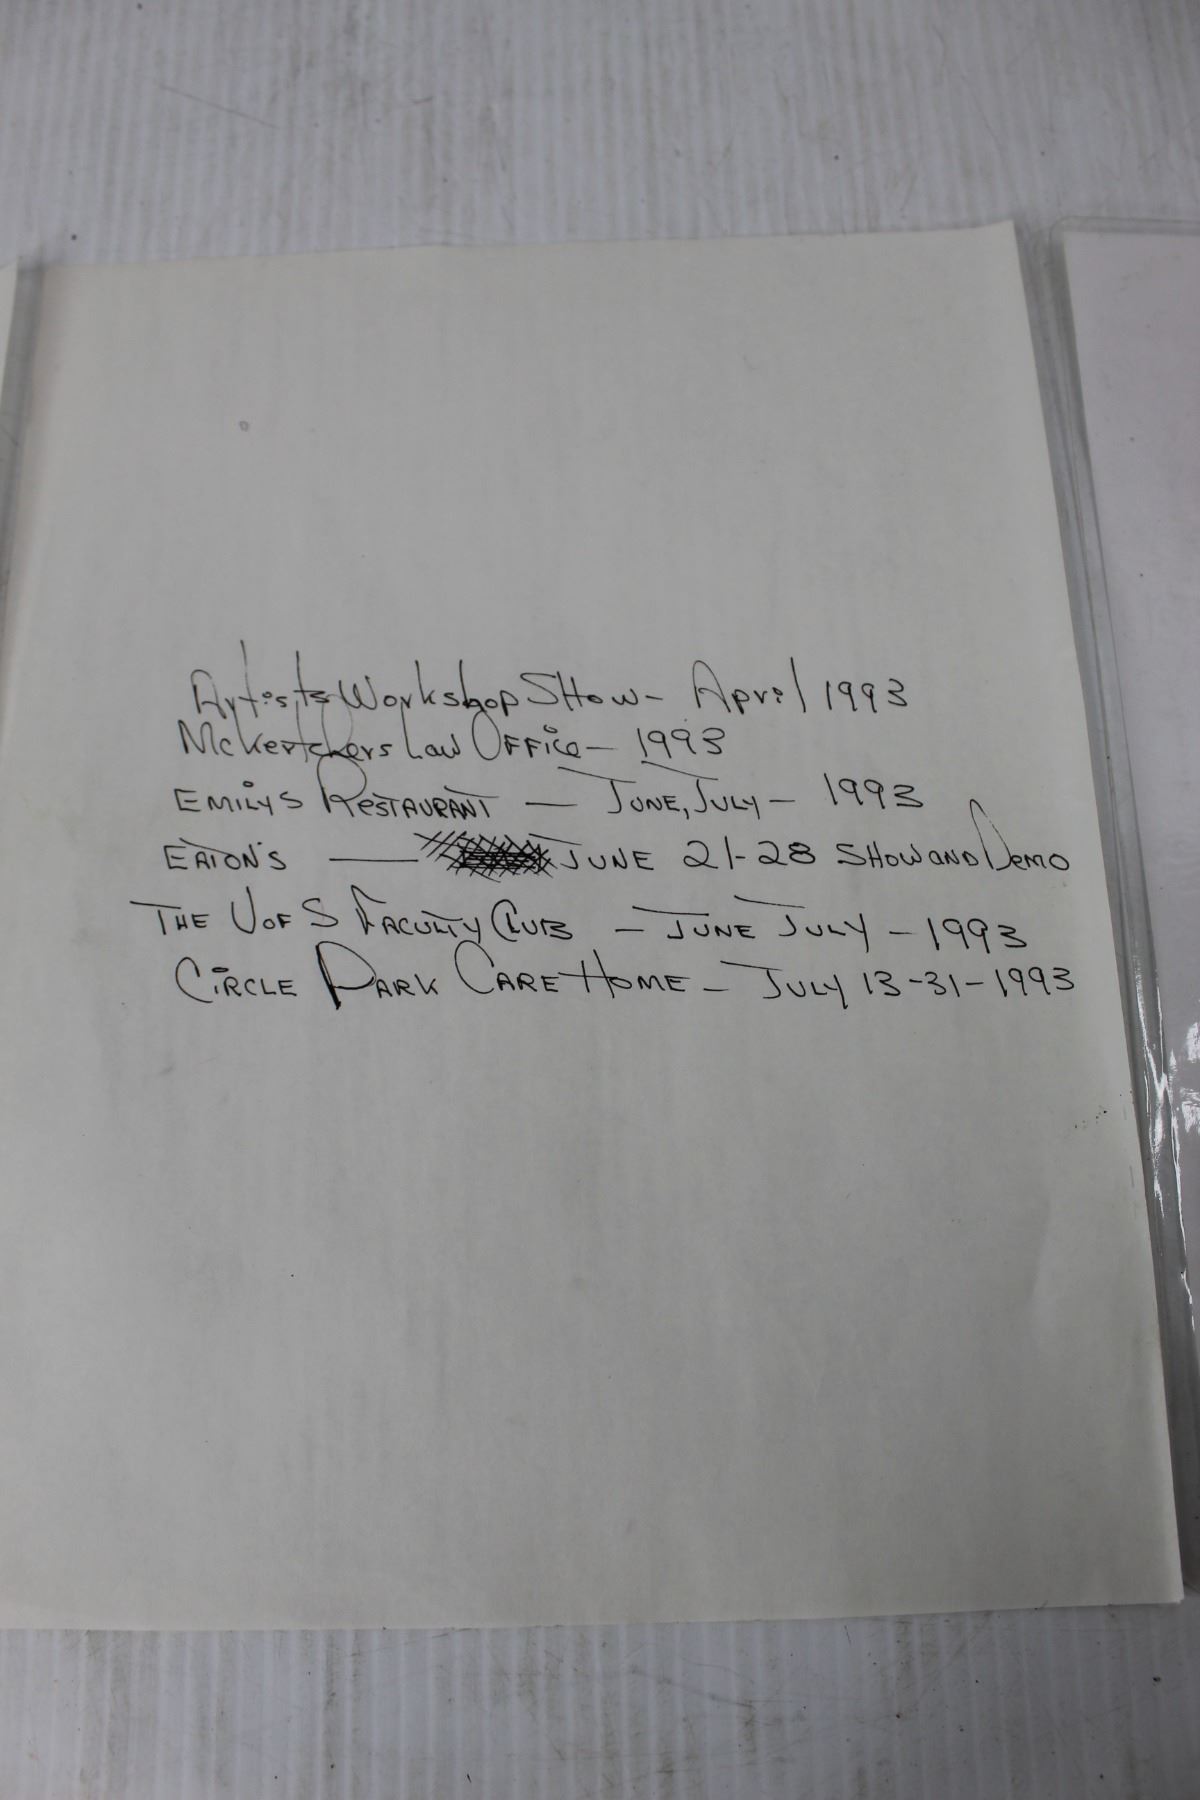 Artists Workshop SHow - April 1993
McKertchers Law OFFice - 1993
EMiLYS RESTAURANT — JUNE, JULY - 1993
EATON'S — JUNE 21-28 SHOW AND DEMO
THE U OF S FACULTY CLUB - JUNE JULY - 1993
CiRCLE PARK CARE HOME - JULY 13-31-1993